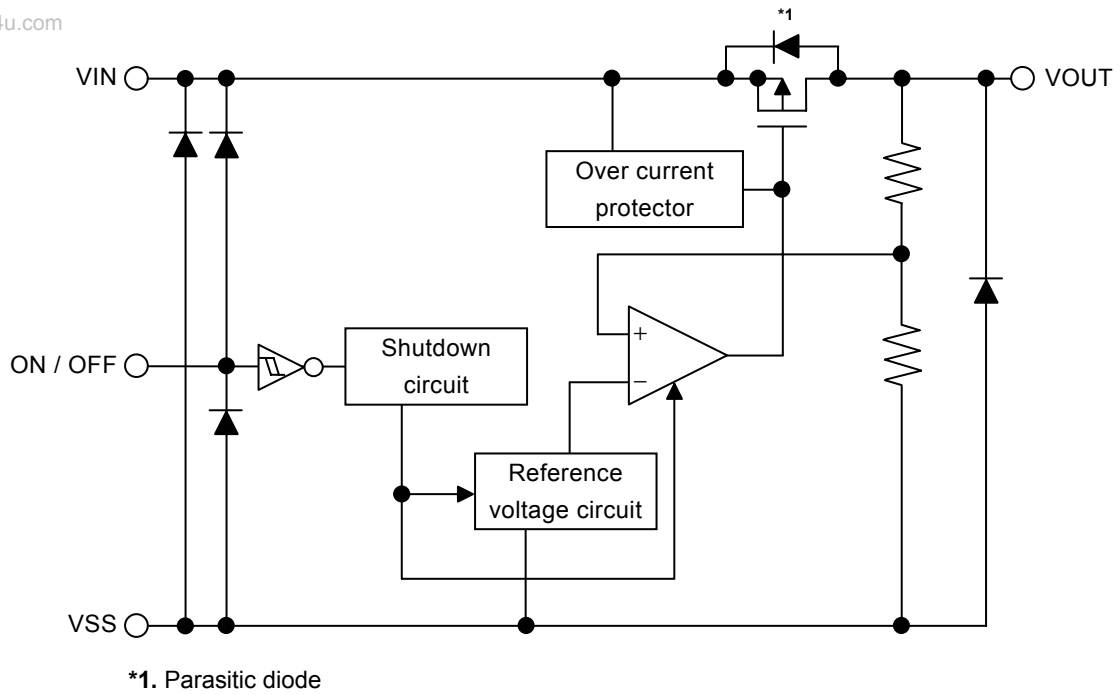 4u.com
*1
VIN
VOUT
Over current
protector
+
−
ON / OFF
Shutdown
circuit
Reference
voltage circuit
VSS
*1. Parasitic diode